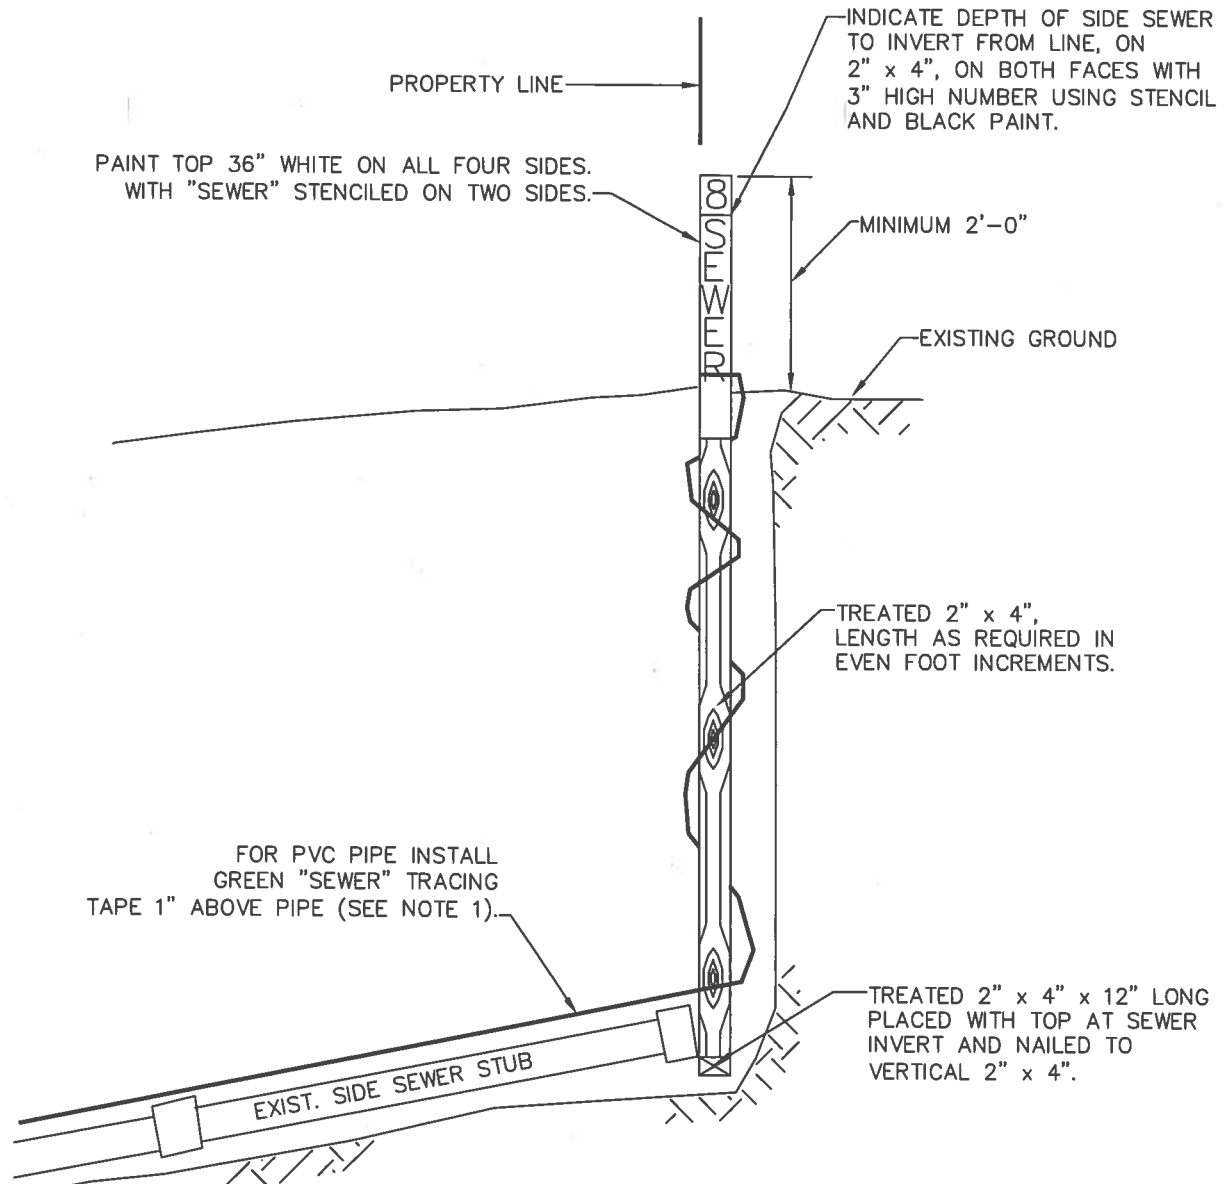 INDICATE DEPTH OF SIDE SEWER
TO INVERT FROM LINE, ON
2" x 4", ON BOTH FACES WITH
3" HIGH NUMBER USING STENCIL
AND BLACK PAINT.
PROPERTY LINE
PAINT TOP 36" WHITE ON ALL FOUR SIDES.
WITH "SEWER" STENCILED ON TWO SIDES.
8
SEWER
MINIMUM 2'-0"
EXISTING GROUND
TREATED 2" x 4",
LENGTH AS REQUIRED IN
EVEN FOOT INCREMENTS.
FOR PVC PIPE INSTALL
GREEN "SEWER" TRACING
TAPE 1" ABOVE PIPE (SEE NOTE 1).
TREATED 2" x 4" x 12" LONG
PLACED WITH TOP AT SEWER
INVERT AND NAILED TO
VERTICAL 2" x 4".
EXIST. SIDE SEWER STUB